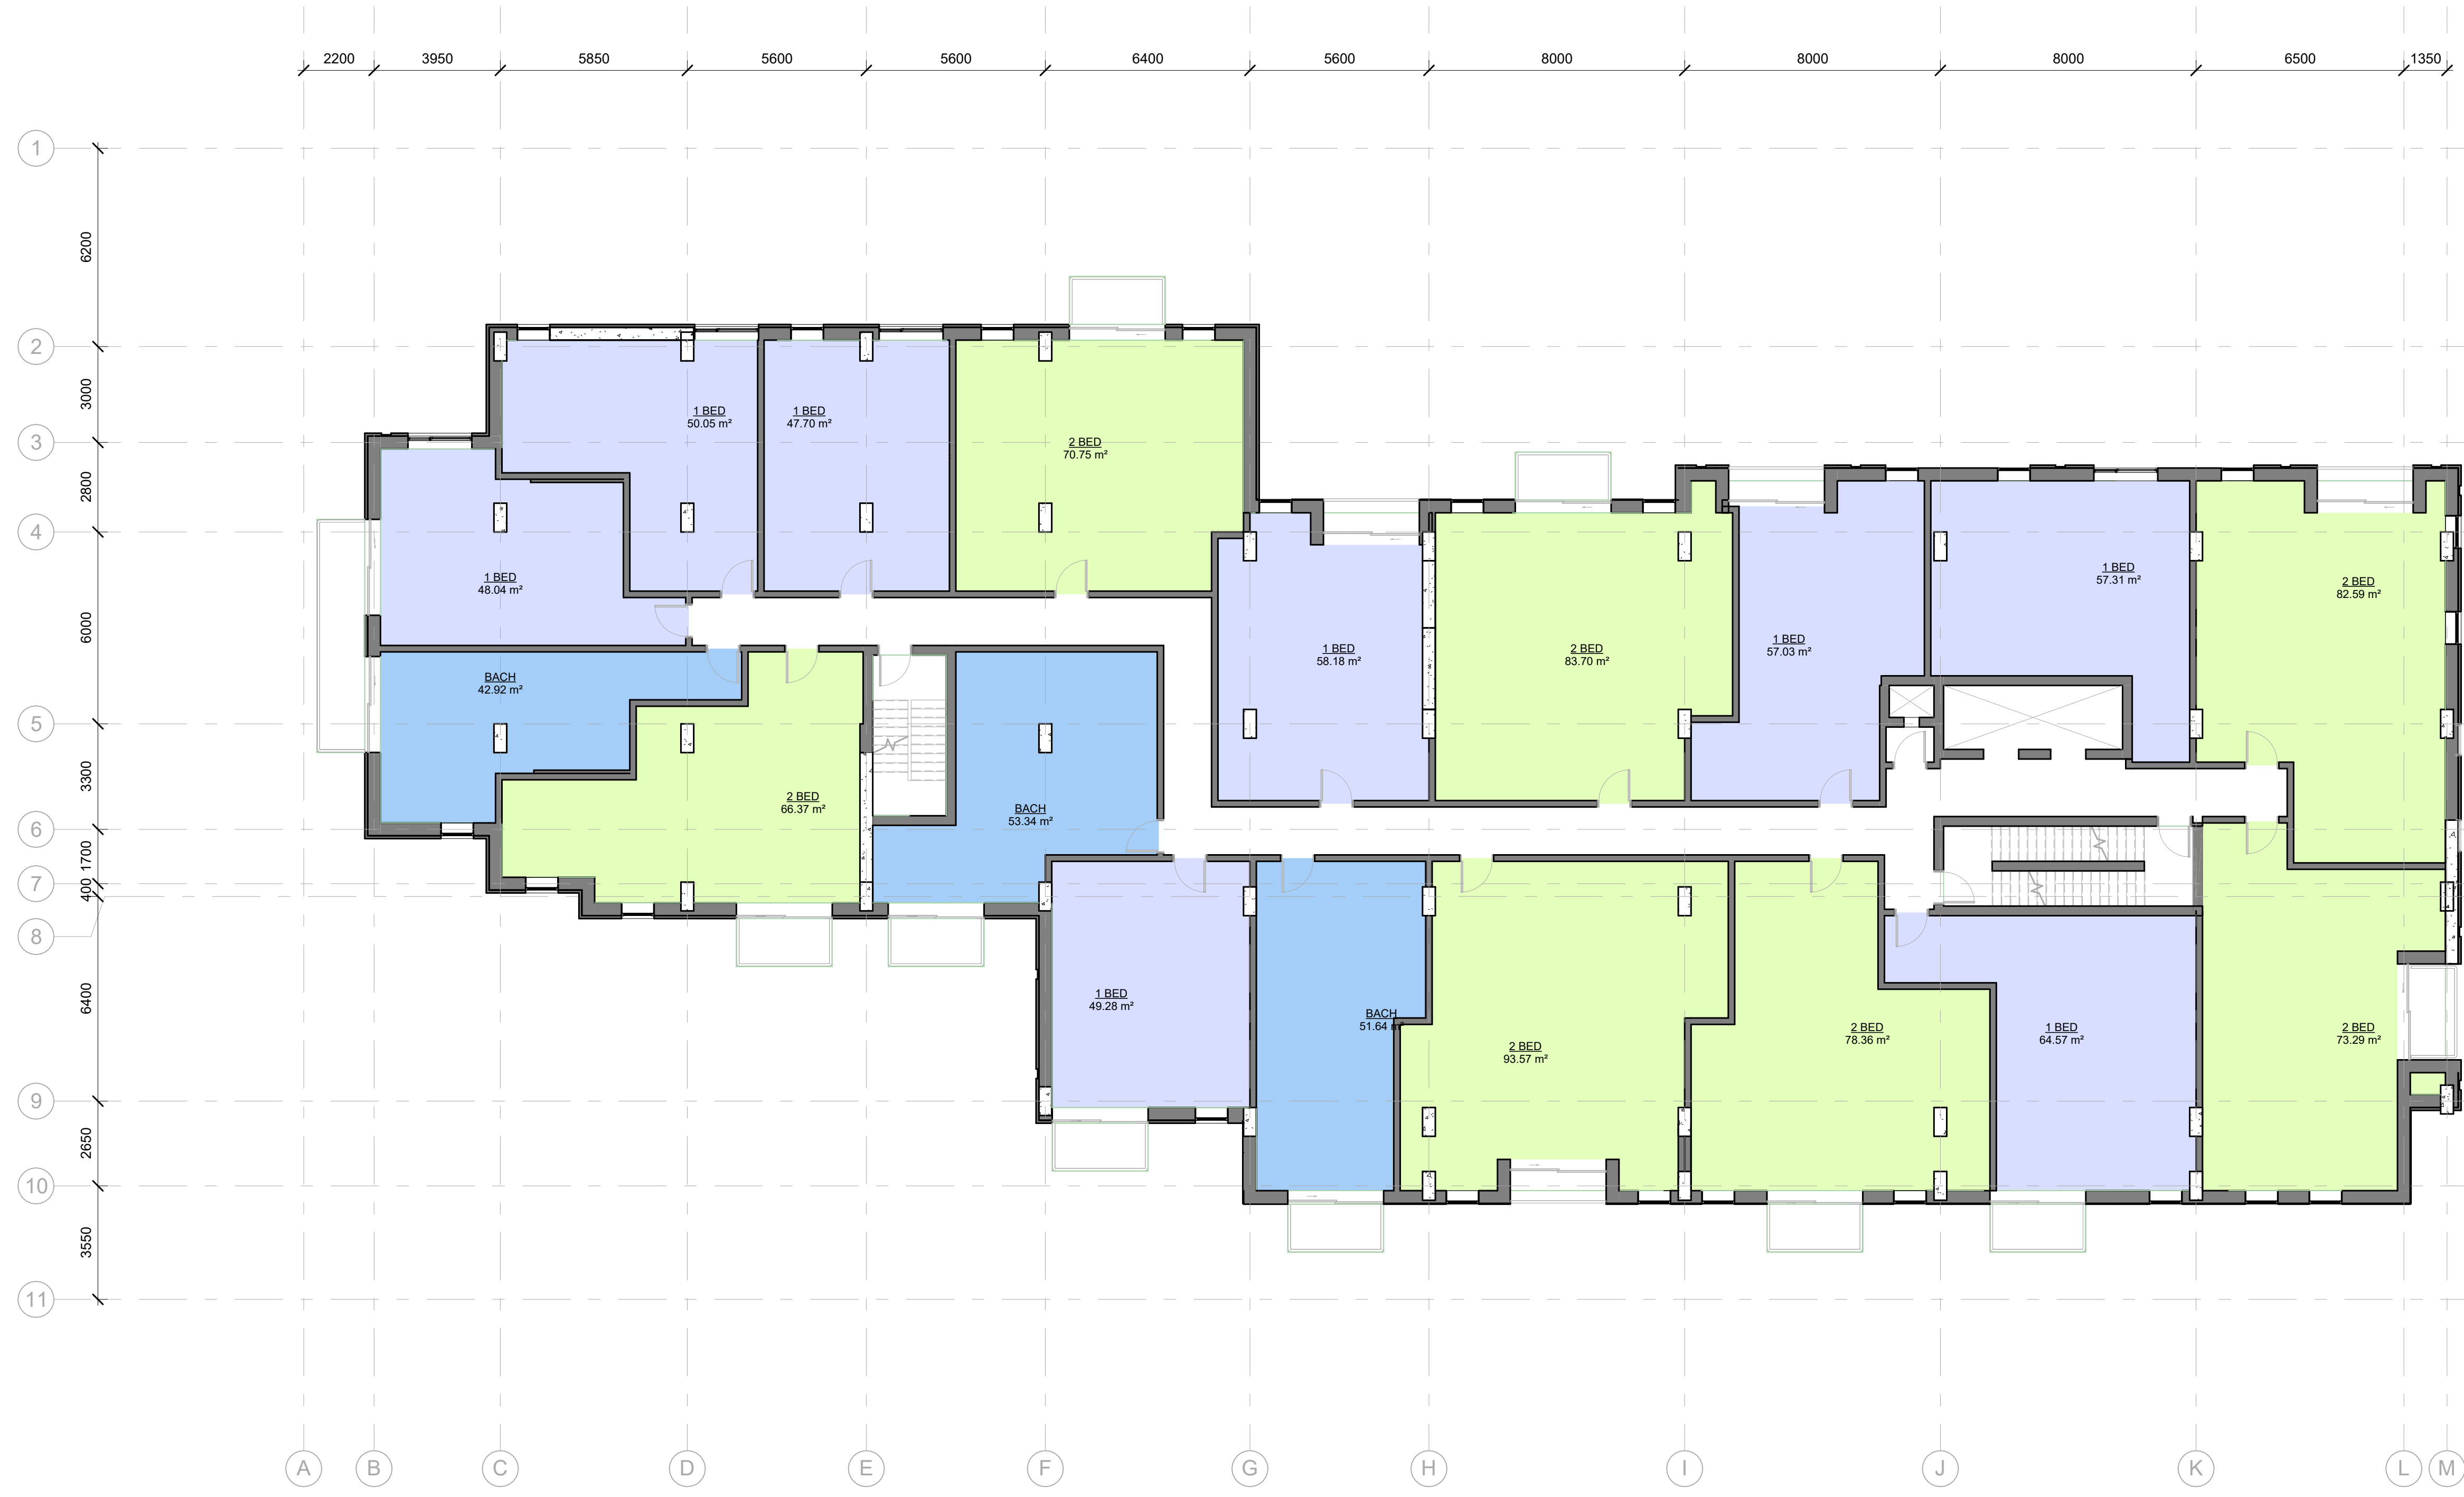 2200 3950 5850 5600 5600 6400 5600 8000 8000 8000 6500 1350
1
6200
2
3000
3
2800
4
6000
5
3300
6
1700
7
400
8
6400
9
2650
10
3550
11
1 BED
50.05 m²
1 BED
47.70 m²
2 BED
70.75 m²
1 BED
48.04 m²
1 BED
57.31 m²
2 BED
82.59 m²
1 BED
58.18 m²
2 BED
83.70 m²
1 BED
57.03 m²
BACH
42.92 m²
2 BED
66.37 m²
BACH
53.34 m²
1 BED
49.28 m²
BACH
51.64 m²
2 BED
93.57 m²
2 BED
78.36 m²
1 BED
64.57 m²
2 BED
73.29 m²
A B C D E F G H I J K L M